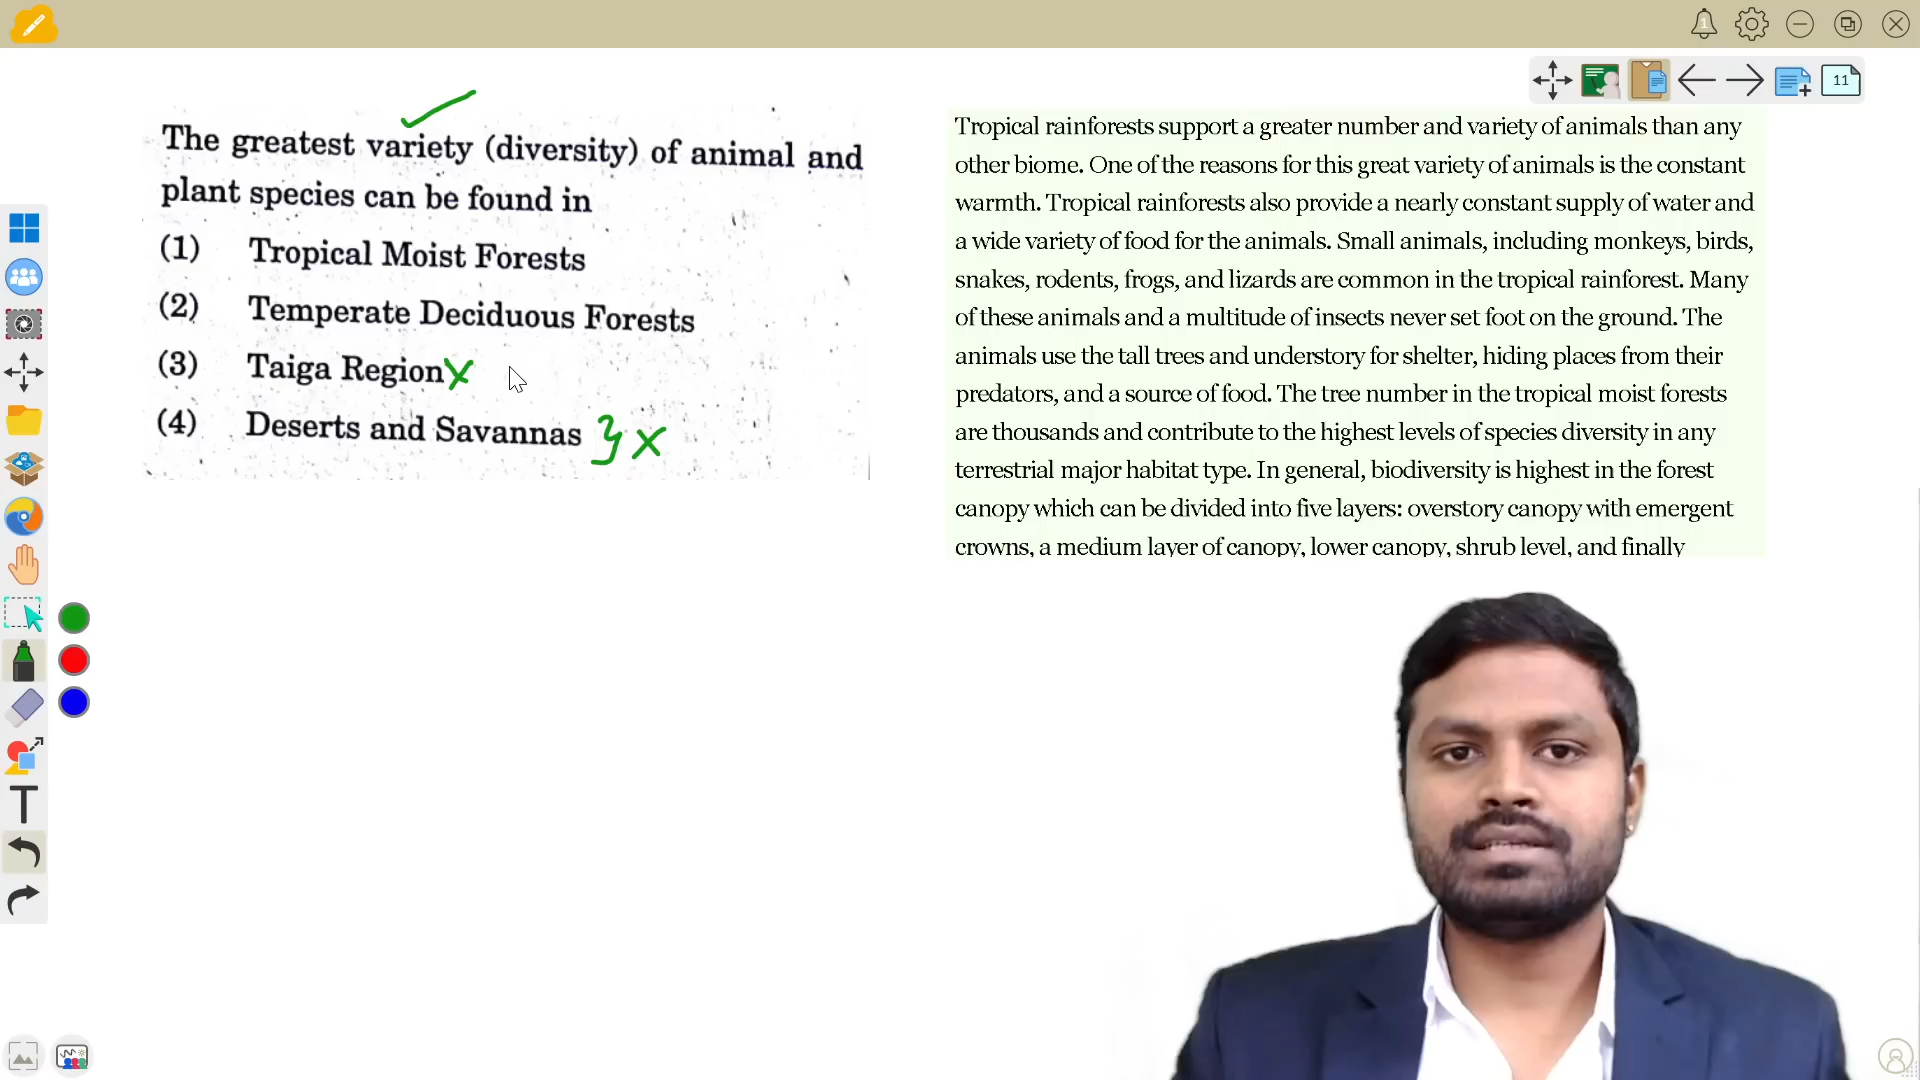 1
11
The greatest variety (diversity) of animal and
plant species can be found in
(1) Tropical Moist Forests
(2) Temperate Deciduous Forests
(3) Taiga Region X
(4) Deserts and Savannas } X
Tropical rainforests support a greater number and variety of animals than any
other biome. One of the reasons for this great variety of animals is the constant
warmth. Tropical rainforests also provide a nearly constant supply of water and
a wide variety of food for the animals. Small animals, including monkeys, birds,
snakes, rodents, frogs, and lizards are common in the tropical rainforest. Many
of these animals and a multitude of insects never set foot on the ground. The
animals use the tall trees and understory for shelter, hiding places from their
predators, and a source of food. The tree number in the tropical moist forests
are thousands and contribute to the highest levels of species diversity in any
terrestrial major habitat type. In general, biodiversity is highest in the forest
canopy which can be divided into five layers: overstory canopy with emergent
crowns, a medium layer of canopy, lower canopy, shrub level, and finally
T